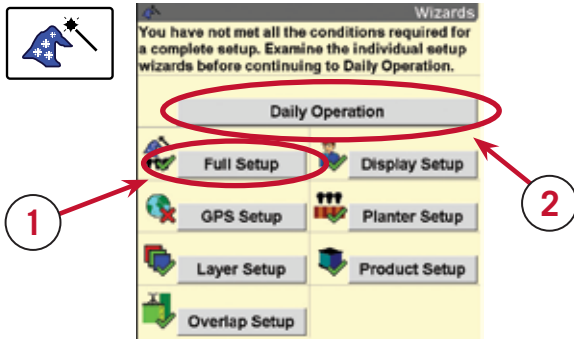 Wizards
You have not met all the conditions required for
a complete setup. Examine the individual setup
wizards before continuing to Daily Operation.
Daily Operation
Full Setup
Display Setup
1
2
GPS Setup
Planter Setup
Layer Setup
Product Setup
Overlap Setup